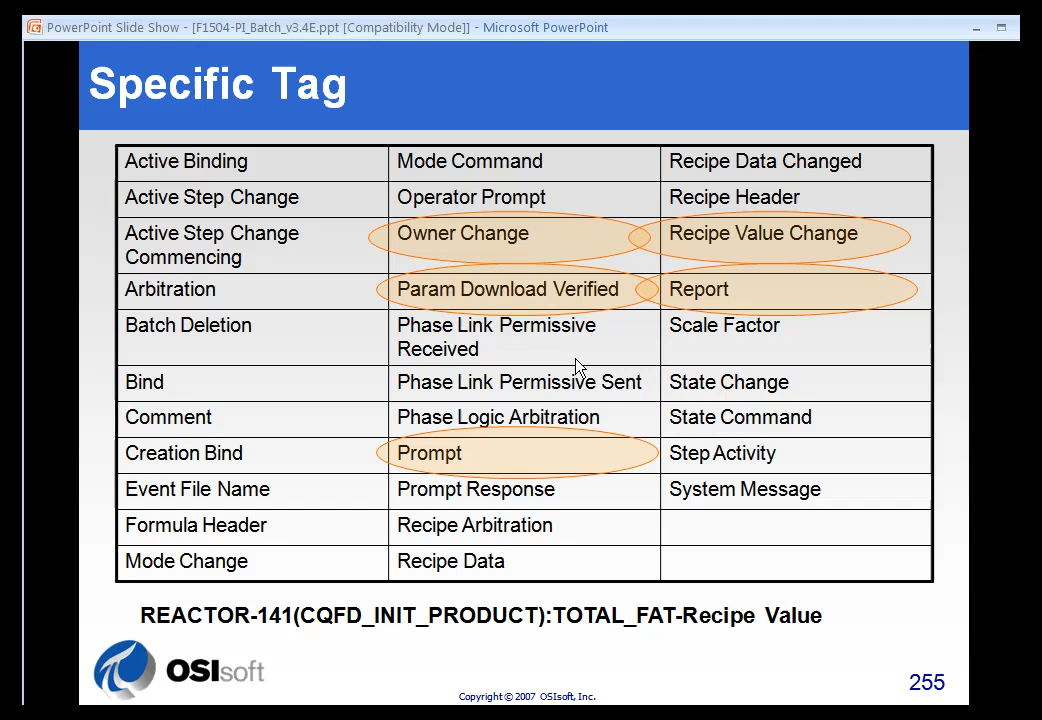 PowerPoint Slide Show - [F1504-PI_Batch_v3.4E.ppt [Compatibility Mode]] - Microsoft PowerPoint
Specific Tag
Active Binding Mode Command Recipe Data Changed
Active Step Change Operator Prompt Recipe Header
Active Step Change Owner Change Recipe Value Change
Commencing
Arbitration Param Download Verified Report
Batch Deletion Phase Link Permissive Scale Factor
Received
Bind Phase Link Permissive Sent State Change
Comment Phase Logic Arbitration State Command
Creation Bind Prompt Step Activity
Event File Name Prompt Response System Message
Formula Header Recipe Arbitration
Mode Change Recipe Data
REACTOR-141(CQFD_INIT_PRODUCT):TOTAL_FAT-Recipe Value
OSIsoft
Copyright © 2007 OSIsoft, Inc.
255